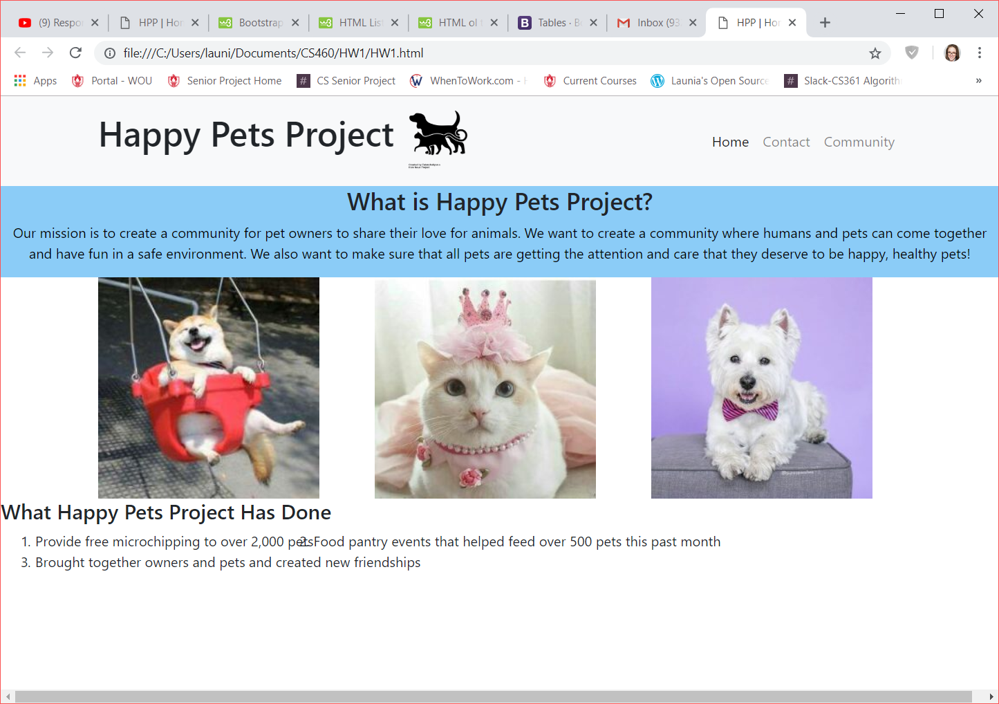 (9) Respo
HPP | Hor
Bootstrap
HTML List
HTML ol t
Tables · B
Inbox (93
HPP | Hor
file:///C:/Users/launi/Documents/CS460/HW1/HW1.html
Apps
Portal - WOU
Senior Project Home
CS Senior Project
WhenToWork.com -
Current Courses
Launia's Open Source
Slack-CS361 Algorith
»
Happy Pets Project
Home
Contact
Community
What is Happy Pets Project?
Our mission is to create a community for pet owners to share their love for animals. We want to create a community where humans and pets can come together
and have fun in a safe environment. We also want to make sure that all pets are getting the attention and care that they deserve to be happy, healthy pets!
What Happy Pets Project Has Done
1. Provide free microchipping to over 2,000 pets
2. Food pantry events that helped feed over 500 pets this past month
3. Brought together owners and pets and created new friendships